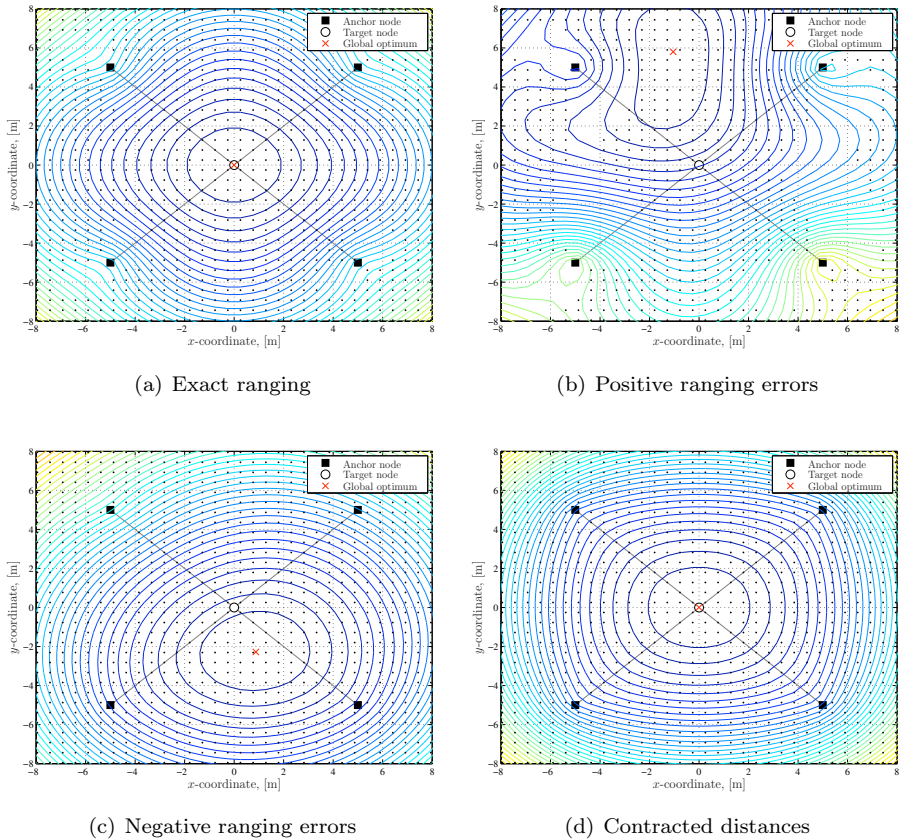 8
6
4
2
0
−2
−4
−6
−8
−8 −6 −4 −2 0 2 4 6 8
x-coordinate, [m]
y-coordinate, [m]
Anchor node
Target node
Global optimum
(a) Exact ranging
8
6
4
2
0
−2
−4
−6
−8
−8 −6 −4 −2 0 2 4 6 8
x-coordinate, [m]
y-coordinate, [m]
Anchor node
Target node
Global optimum
(b) Positive ranging errors
8
6
4
2
0
−2
−4
−6
−8
−8 −6 −4 −2 0 2 4 6 8
x-coordinate, [m]
y-coordinate, [m]
Anchor node
Target node
Global optimum
(c) Negative ranging errors
8
6
4
2
0
−2
−4
−6
−8
−8 −6 −4 −2 0 2 4 6 8
x-coordinate, [m]
y-coordinate, [m]
Anchor node
Target node
Global optimum
(d) Contracted distances